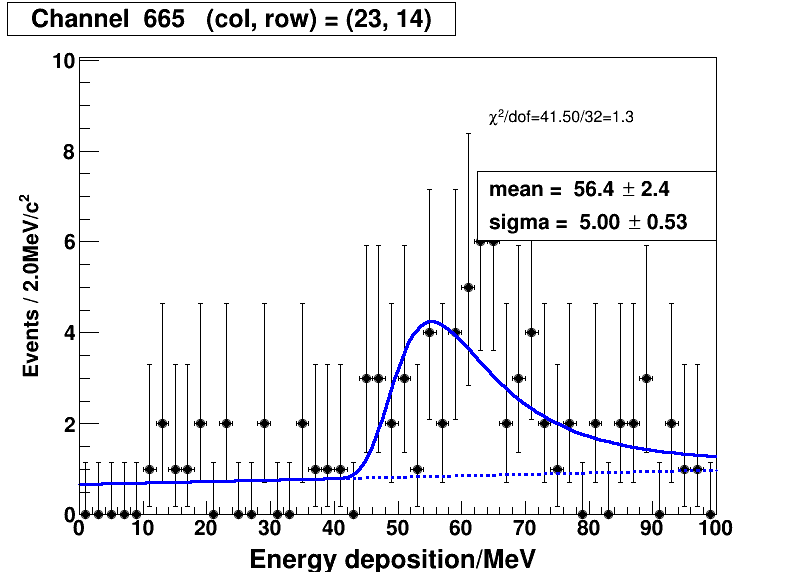 Channel 665 (col, row) = (23, 14)
10
χ²/dof=41.50/32=1.3
8
mean = 56.4 ± 2.4
sigma = 5.00 ± 0.53
6
4
2
0
Events / 2.0MeV/c²
0 10 20 30 40 50 60 70 80 90 100
Energy deposition/MeV